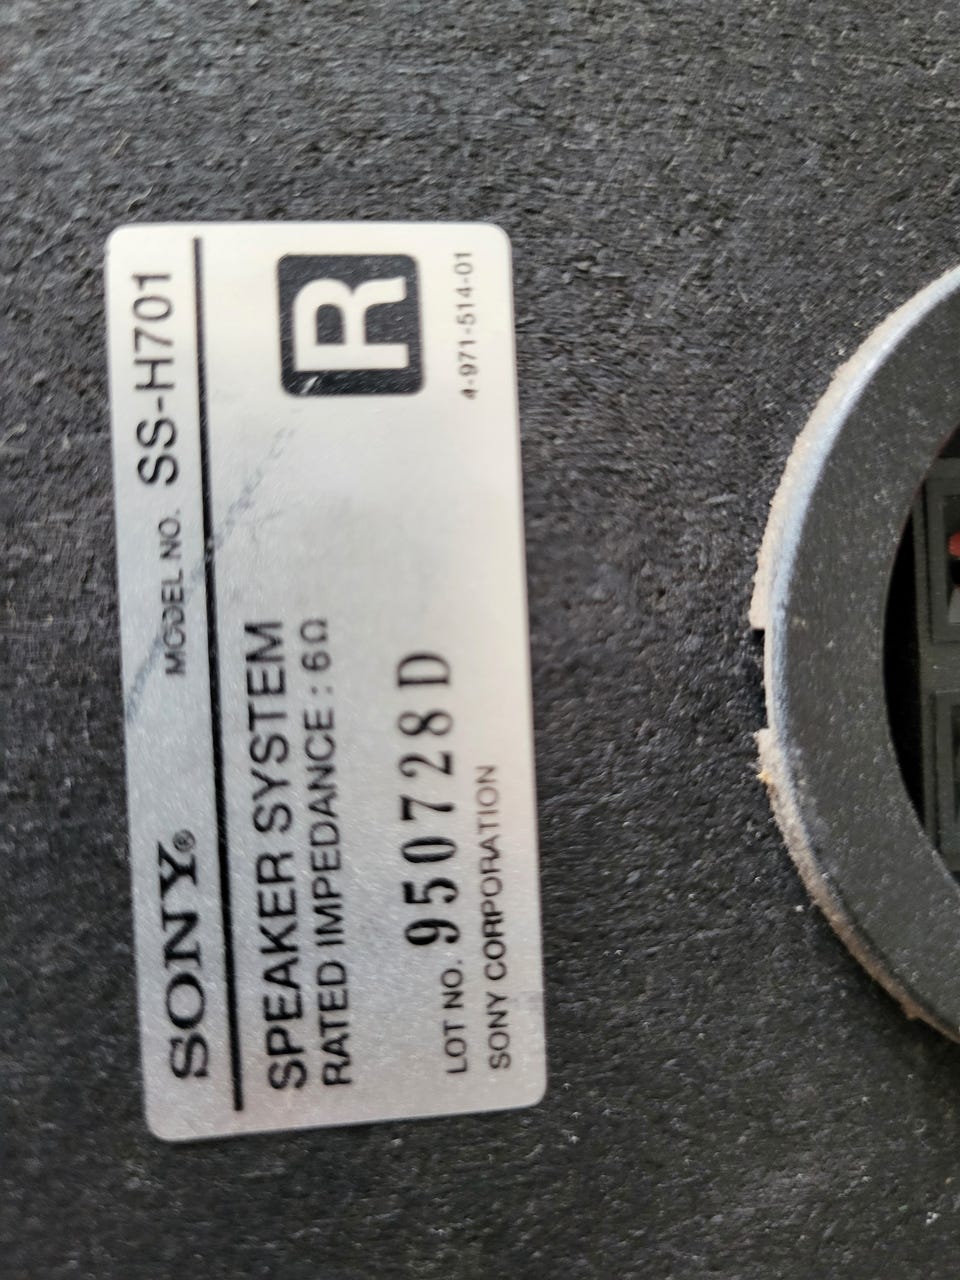 SONY® MODEL NO. SS-H701
SPEAKER SYSTEM
RATED IMPEDANCE : 6Ω
R
LOT NO. 950728D
SONY CORPORATION
4-971-514-01